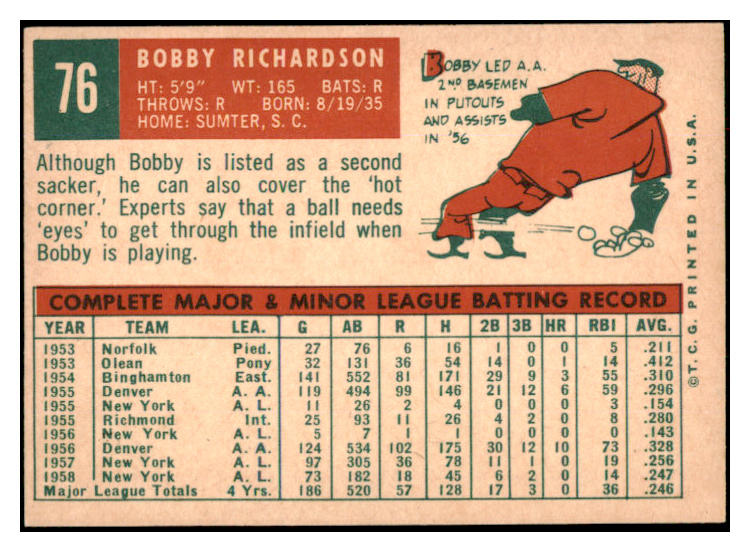 76
BOBBY RICHARDSON
HT: 5'9" WT: 165 BATS: R
THROWS: R BORN: 8/19/35
HOME: SUMTER, S. C.
BOBBY LED A.A.
2ND BASEMEN
IN PUTOUTS
AND ASSISTS
IN '56
Although Bobby is listed as a second
sacker, he can also cover the 'hot
corner.' Experts say that a ball needs
'eyes' to get through the infield when
Bobby is playing.
© T. C. G. PRINTED IN U. S. A.
COMPLETE MAJOR & MINOR LEAGUE BATTING RECORD
YEAR TEAM LEA. G AB R H 2B 3B HR RBI AVG.
1953 Norfolk Pied. 27 76 6 16 1 0 0 5 .211
1953 Olean Pony 32 131 36 54 14 0 1 14 .412
1954 Binghamton East. 141 552 81 171 29 9 3 55 .310
1955 Denver A. A. 119 494 99 146 21 12 6 59 .296
1955 New York A. L. 11 26 2 4 0 0 0 3 .154
1955 Richmond Int. 25 93 11 26 4 2 0 8 .280
1956 New York A. L. 5 7 1 1 0 0 0 0 .143
1956 Denver A. A. 124 534 102 175 30 12 10 73 .328
1957 New York A. L. 97 305 36 78 11 1 0 19 .256
1958 New York A. L. 73 182 18 45 6 2 0 14 .247
Major League Totals 4 Yrs. 186 520 57 128 17 3 0 36 .246